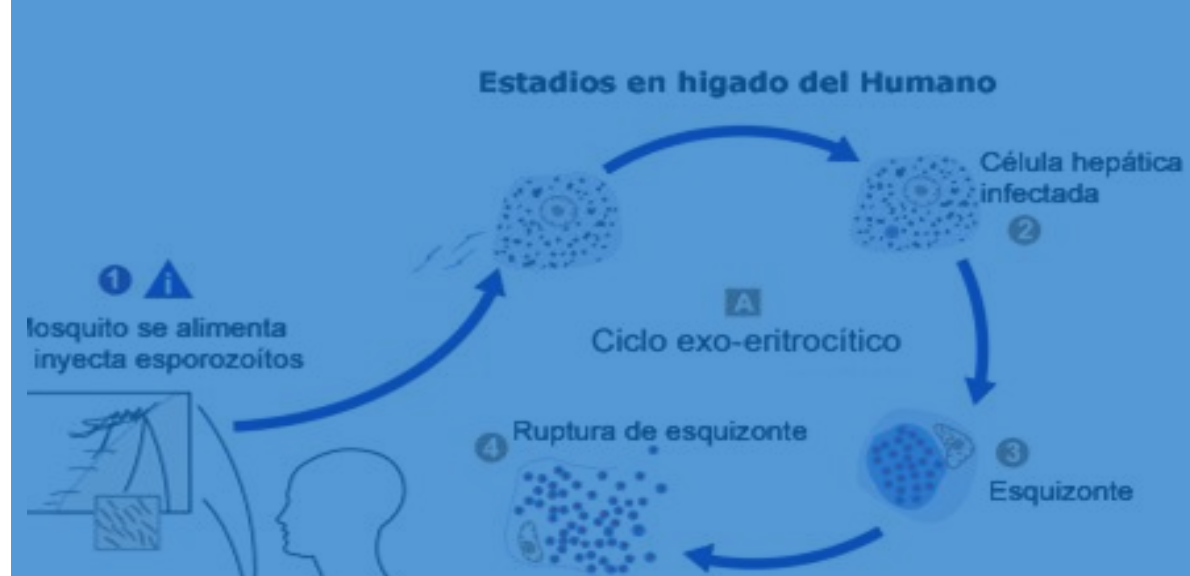 Estadios en higado del Humano
Célula hepática
infectada
2
1 i
Mosquito se alimenta
inyecta esporozoítos
A
Ciclo exo-eritrocítico
4 Ruptura de esquizonte
3
Esquizonte